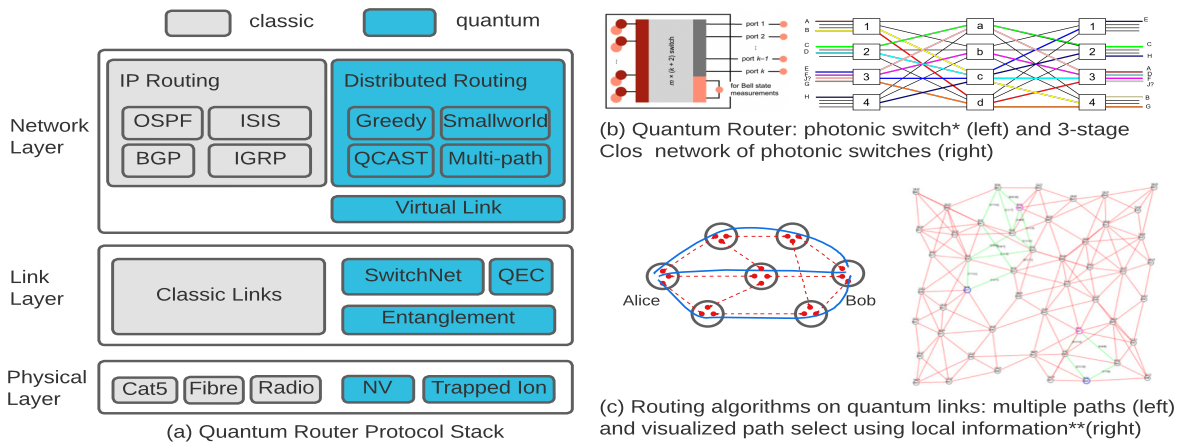 classic
quantum
Network
Layer
IP Routing
OSPF
ISIS
BGP
IGRP
Distributed Routing
Greedy
Smallworld
QCAST
Multi-path
Virtual Link
Link
Layer
Classic Links
SwitchNet
QEC
Entanglement
Physical
Layer
Cat5
Fibre
Radio
NV
Trapped Ion
(a) Quantum Router Protocol Stack
m × (k + 2) switch
port 1
port 2
port k−1
port k
for Bell state
measurements
A
B
C
D
E
F
J?
G
H
1
2
3
4
a
b
c
d
1
2
3
4
E
C
H
A
D
F
J?
B
G
(b) Quantum Router: photonic switch* (left) and 3-stage
Clos network of photonic switches (right)
Alice
Bob
(c) Routing algorithms on quantum links: multiple paths (left)
and visualized path select using local information**(right)